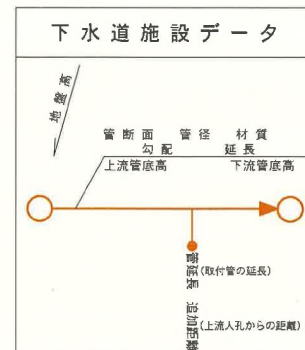 下水道施設データ
地盤高
管断面 管径 材質
勾配 延長
上流管底高 下流管底高
管延長 (取付管の延長)
追加距離 (上流人孔からの距離)